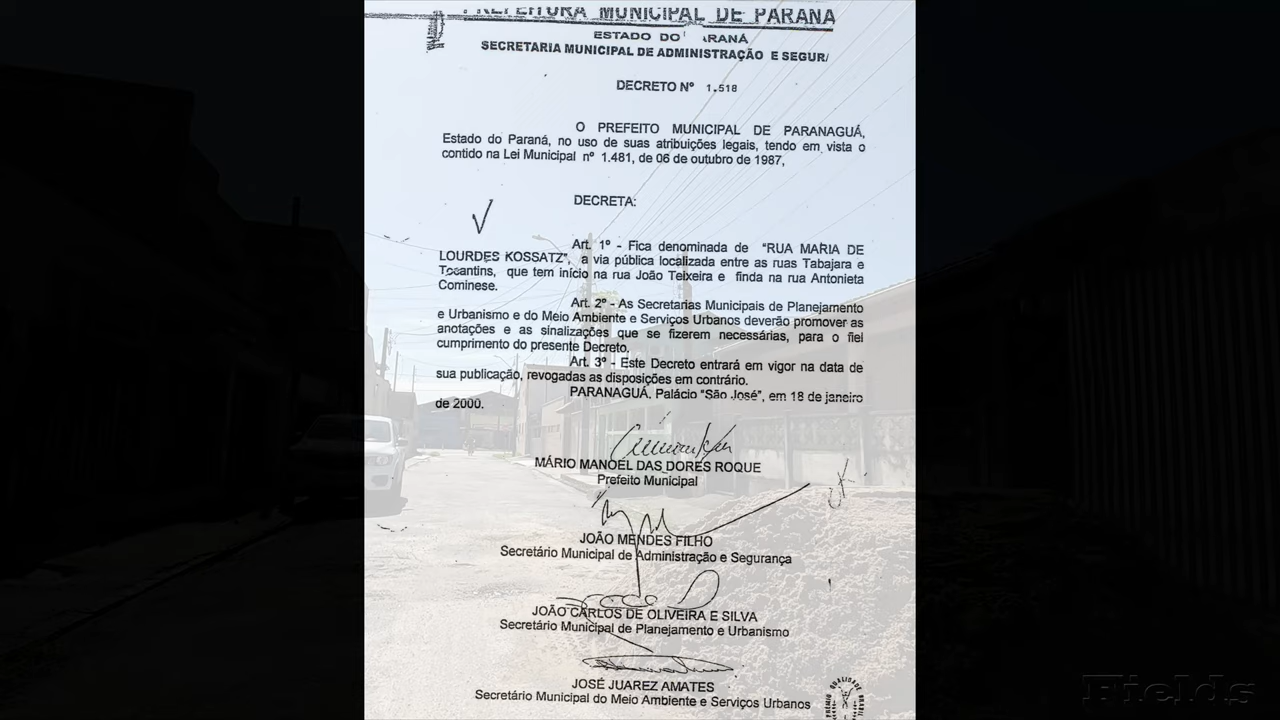 PREFEITURA MUNICIPAL DE PARANA
ESTADO DO PARANÁ
SECRETARIA MUNICIPAL DE ADMINISTRAÇÃO E SEGUR
DECRETO Nº 1.518
O PREFEITO MUNICIPAL DE PARANAGUÁ,
Estado do Paraná, no uso de suas atribuições legais, tendo em vista o
contido na Lei Municipal nº 1.481, de 06 de outubro de 1987,
DECRETA:
Art. 1º - Fica denominada de "RUA MARIA DE
LOURDES KOSSATZ", a via pública localizada entre as ruas Tabajara e
Tocantins, que tem início na rua João Teixeira e finda na rua Antonieta
Cominese.
Art. 2º - As Secretarias Municipais de Planejamento
e Urbanismo e do Meio Ambiente e Serviços Urbanos deverão promover as
anotações e as sinalizações que se fizerem necessárias, para o fiel
cumprimento do presente Decreto.
Art. 3º - Este Decreto entrará em vigor na data de
sua publicação, revogadas as disposições em contrário.
PARANAGUÁ, Palácio "São José", em 18 de janeiro
de 2000.
MÁRIO MANOEL DAS DORES ROQUE
Prefeito Municipal
JOÃO MENDES FILHO
Secretário Municipal de Administração e Segurança
JOÃO CARLOS DE OLIVEIRA E SILVA
Secretário Municipal de Planejamento e Urbanismo
JOSÉ JUAREZ AMATES
Secretário Municipal do Meio Ambiente e Serviços Urbanos
PRÊMIO QUALIDADE BRASIL
Fields